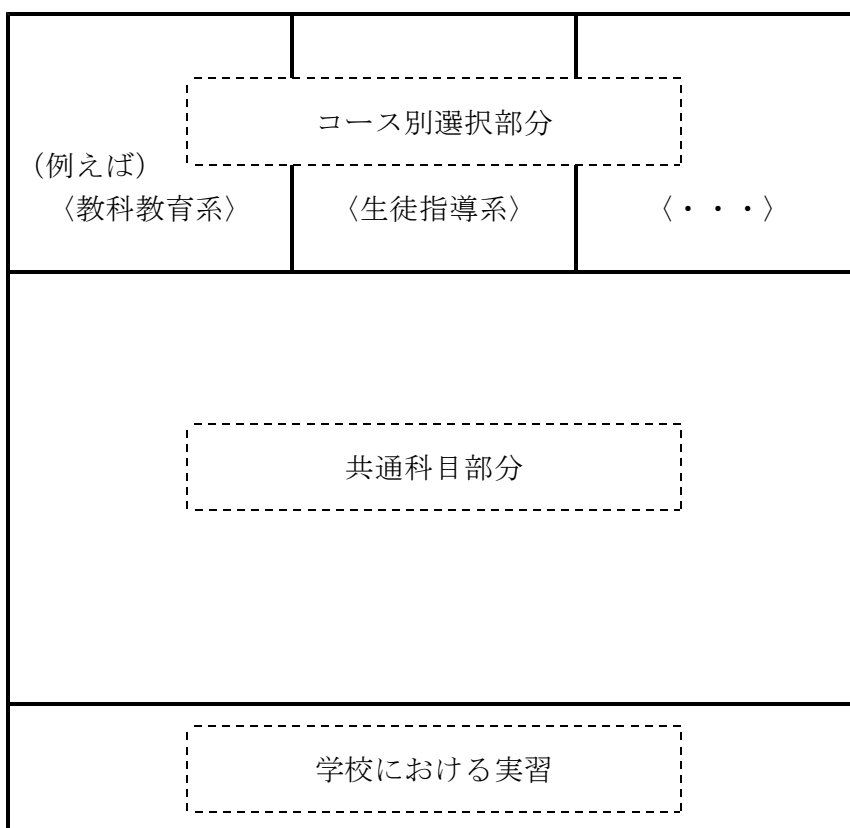 コース別選択部分
（例えば）
〈教科教育系〉 〈生徒指導系〉 〈・・・〉
共通科目部分
学校における実習